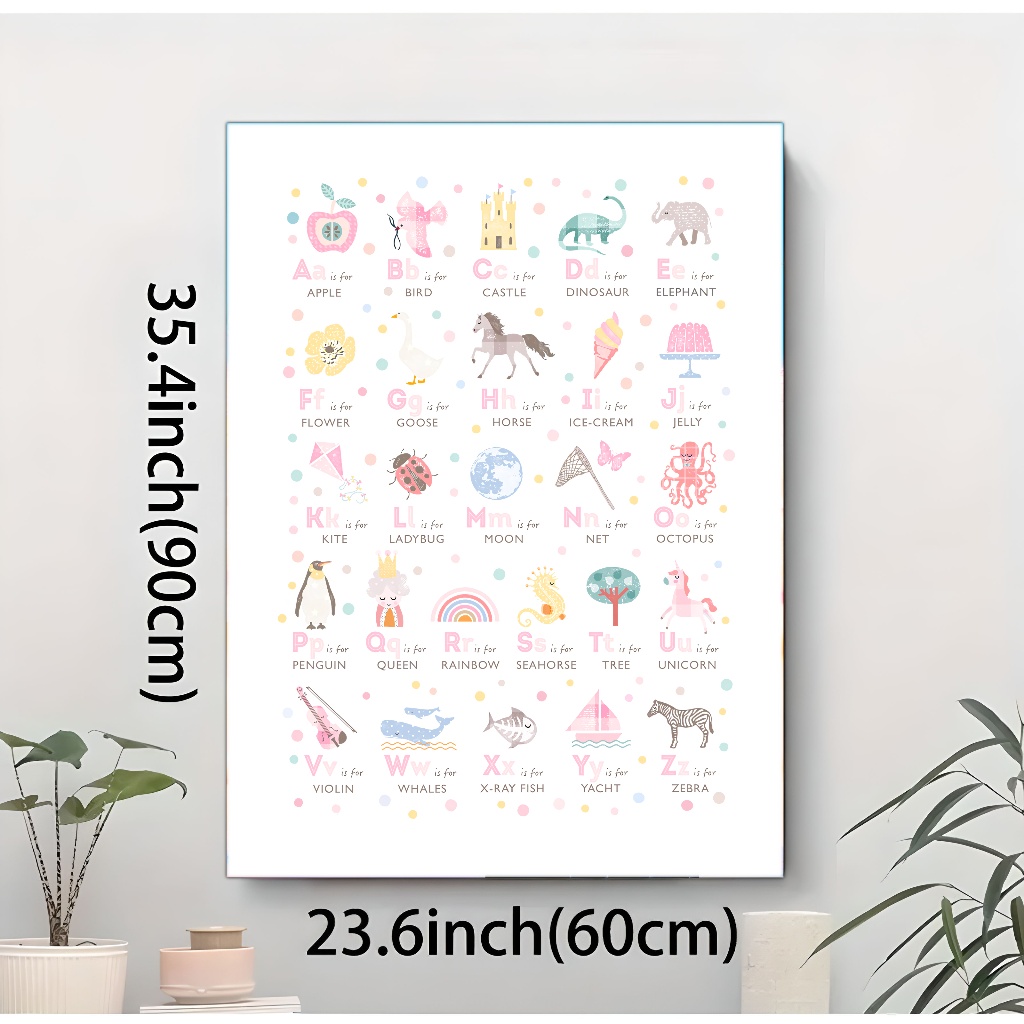 Aa is for
APPLE
Bb is for
BIRD
Cc is for
CASTLE
Dd is for
DINOSAUR
Ee is for
ELEPHANT
Ff is for
FLOWER
Gg is for
GOOSE
Hh is for
HORSE
Ii is for
ICE-CREAM
Jj is for
JELLY
Kk is for
KITE
Ll is for
LADYBUG
Mm is for
MOON
Nn is for
NET
Oo is for
OCTOPUS
Pp is for
PENGUIN
Qq is for
QUEEN
Rr is for
RAINBOW
Ss is for
SEAHORSE
Tt is for
TREE
Uu is for
UNICORN
Vv is for
VIOLIN
Ww is for
WHALES
Xx is for
X-RAY FISH
Yy is for
YACHT
Zz is for
ZEBRA
35.4inch(90cm)
23.6inch(60cm)